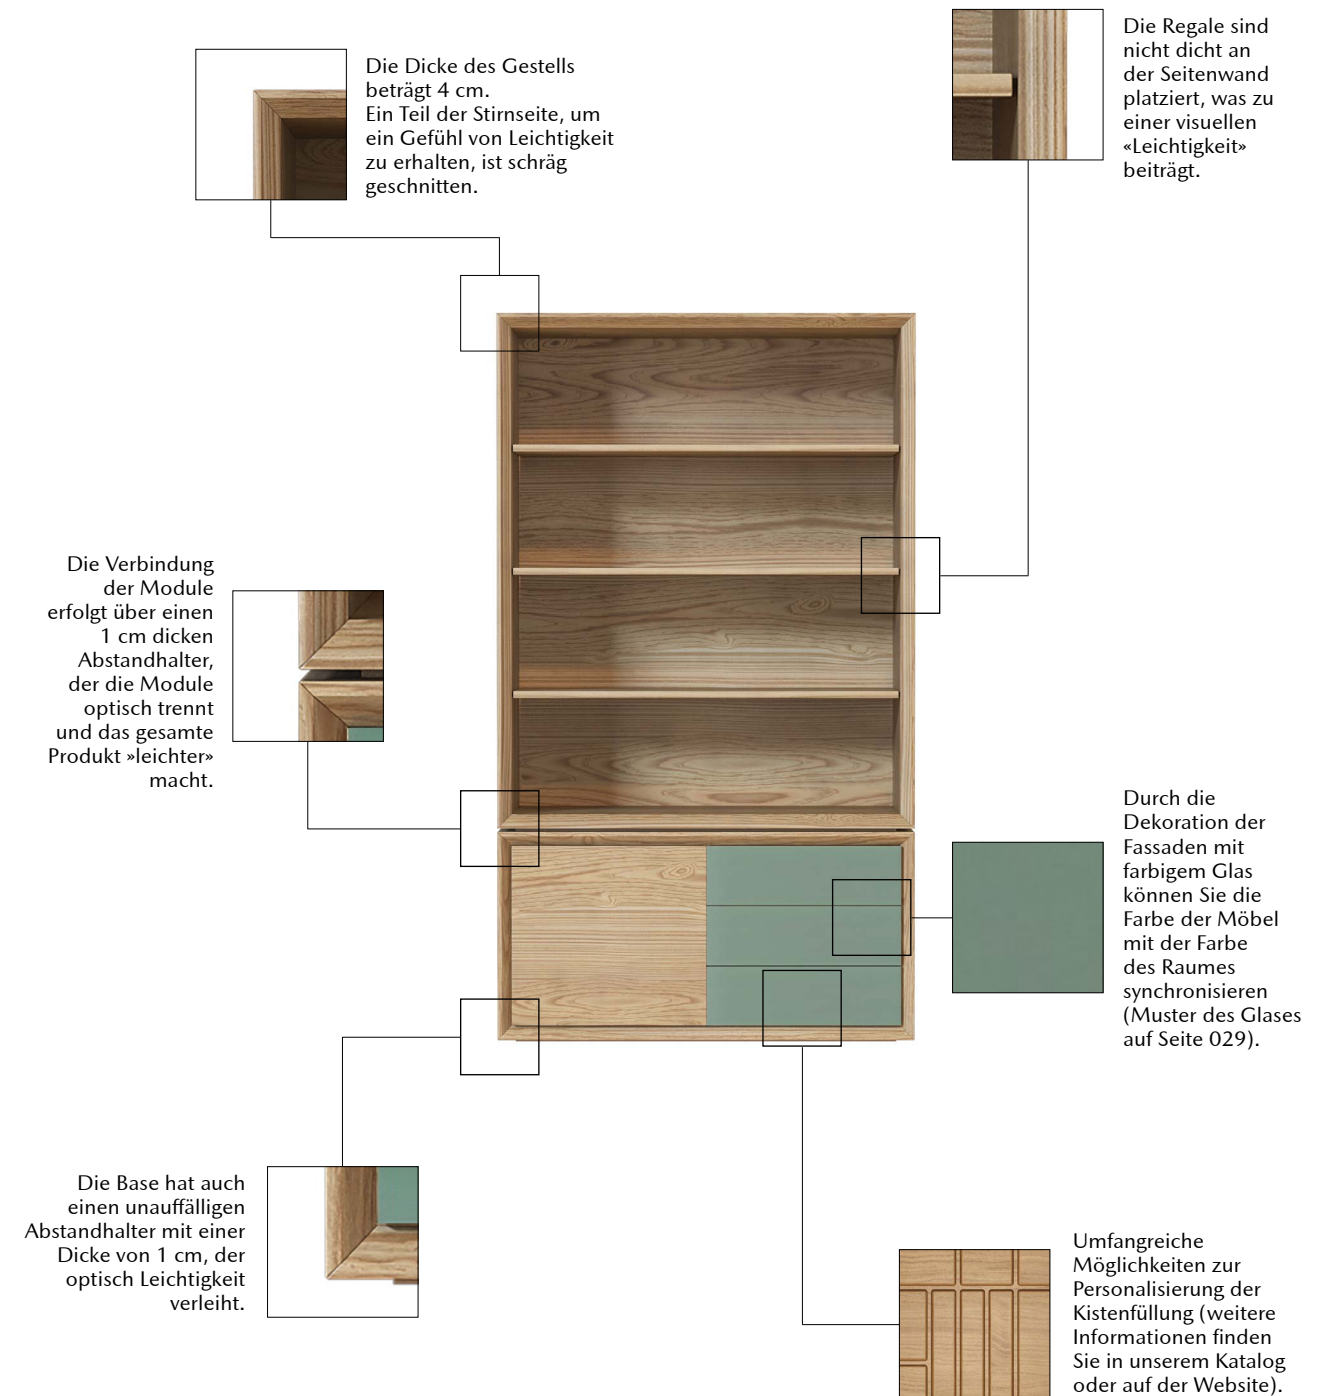 Die Dicke des Gestells
beträgt 4 cm.
Ein Teil der Stirnseite, um
ein Gefühl von Leichtigkeit
zu erhalten, ist schräg
geschnitten.
Die Regale sind
nicht dicht an
der Seitenwand
platziert, was zu
einer visuellen
«Leichtigkeit»
beiträgt.
Die Verbindung
der Module
erfolgt über einen
1 cm dicken
Abstandhalter,
der die Module
optisch trennt
und das gesamte
Produkt »leichter»
macht.
Durch die
Dekoration der
Fassaden mit
farbigem Glas
können Sie die
Farbe der Möbel
mit der Farbe
des Raumes
synchronisieren
(Muster des Glases
auf Seite 029).
Die Base hat auch
einen unauffälligen
Abstandhalter mit einer
Dicke von 1 cm, der
optisch Leichtigkeit
verleiht.
Umfangreiche
Möglichkeiten zur
Personalisierung der
Kistenfüllung (weitere
Informationen finden
Sie in unserem Katalog
oder auf der Website).